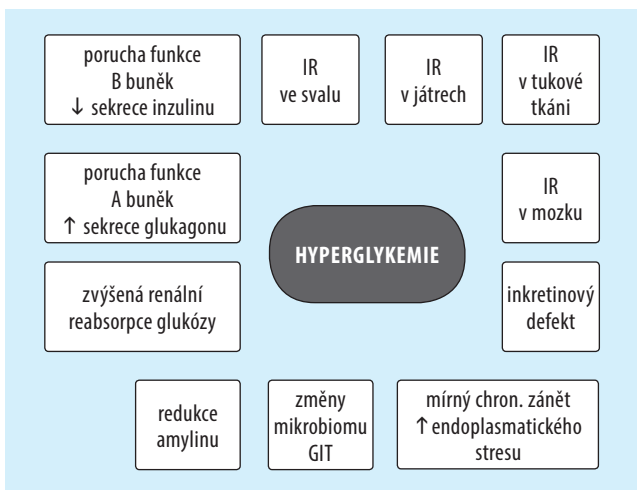 porucha funkce
B buněk
↓ sekrece inzulinu
IR
ve svalu
IR
v játrech
IR
v tukové
tkáni
porucha funkce
A buněk
↑ sekrece glukagonu
IR
v mozku
HYPERGLYKEMIE
zvýšená renální
reabsorpce glukózy
inkretinový
defekt
redukce
amylinu
změny
mikrobiomu
GIT
mírný chron. zánět
↑ endoplasmatického
stresu